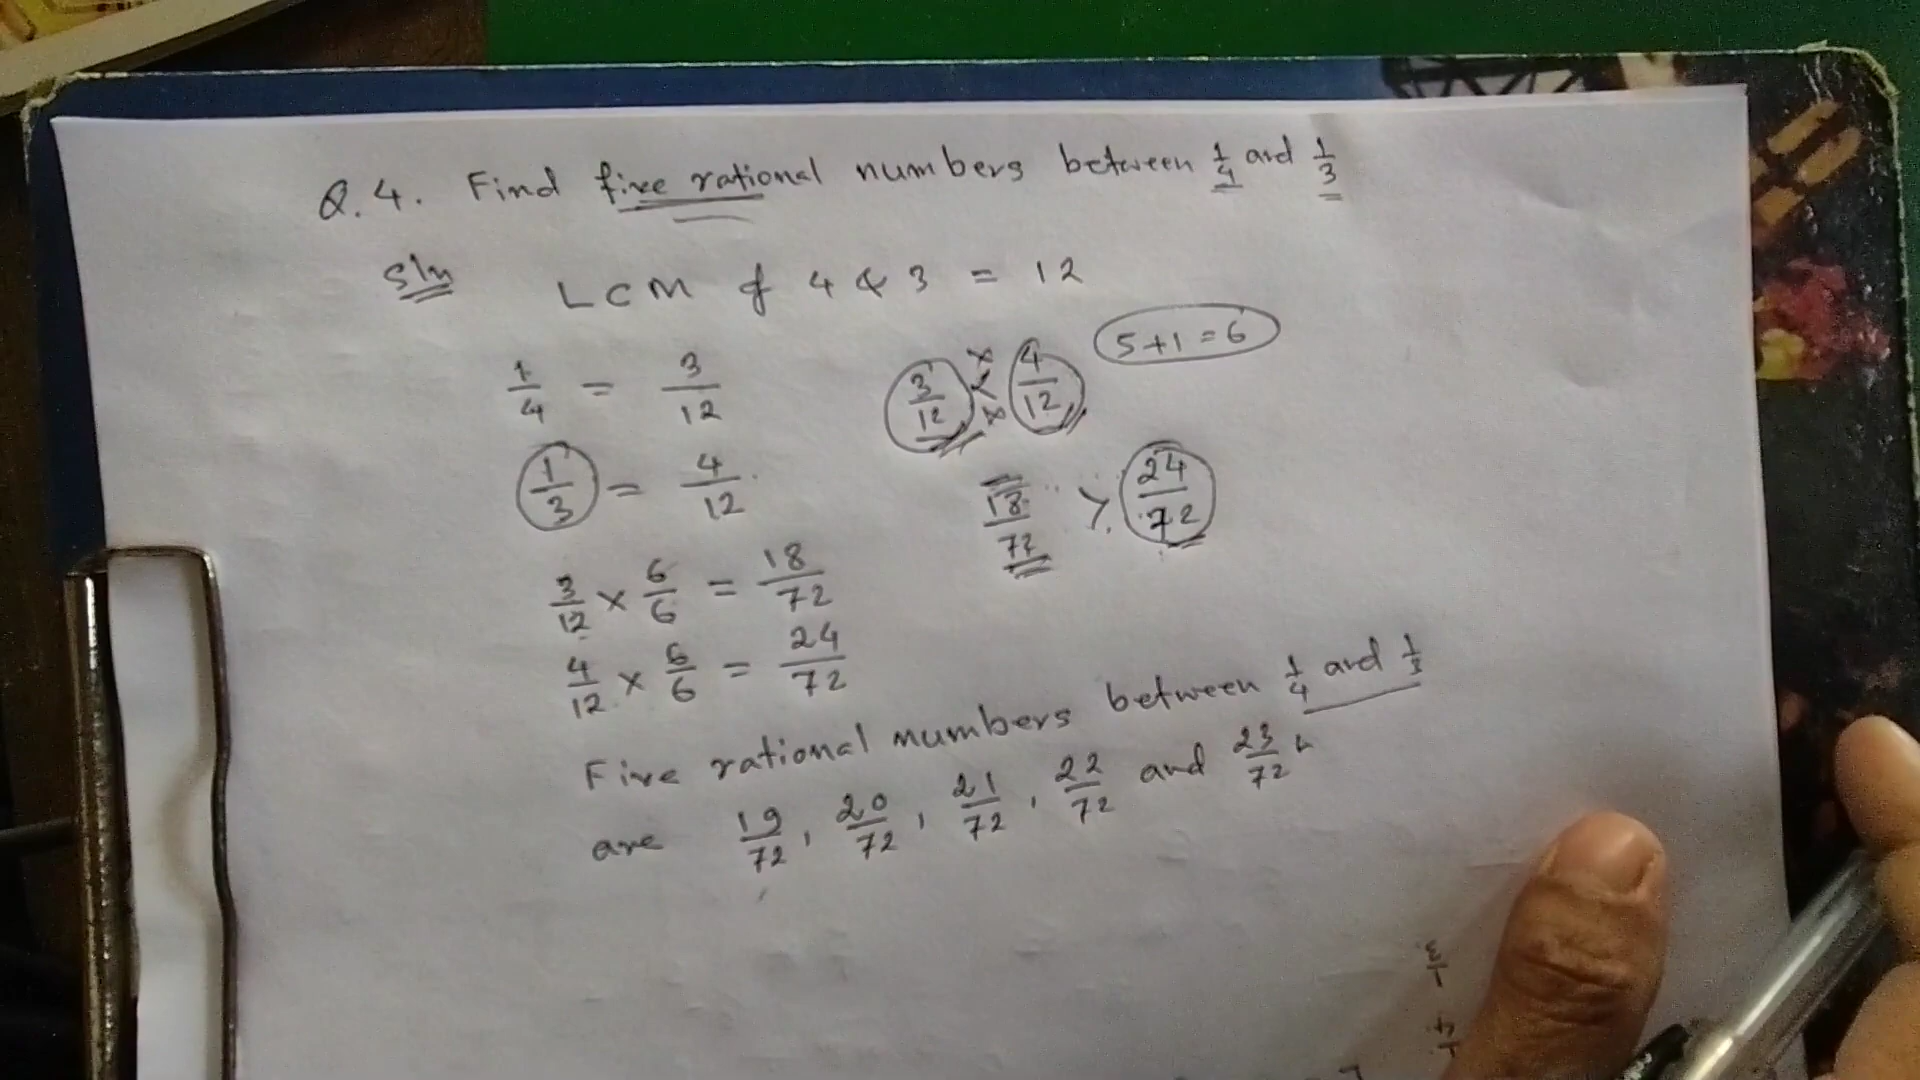 Q.4. Find five rational numbers between 1/4 and 1/3
Sln LCM of 4 & 3 = 12
5+1=6
1/4 = 3/12
3/12 < 4/12
1/3 = 4/12
18/72 > 24/72
3/12 × 6/6 = 18/72
4/12 × 6/6 = 24/72
Five rational numbers between 1/4 and 1/3
are 19/72, 20/72, 21/72, 22/72 and 23/72